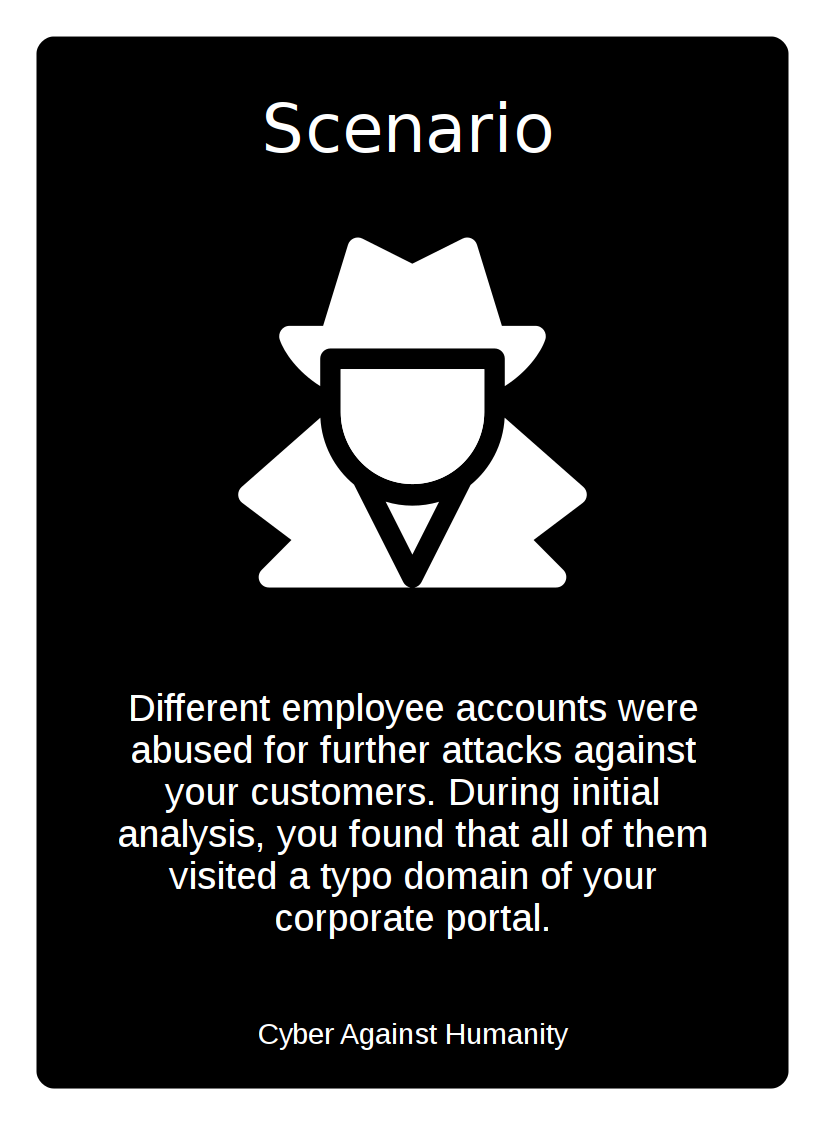 Scenario
Different employee accounts were
abused for further attacks against
your customers. During initial
analysis, you found that all of them
visited a typo domain of your
corporate portal.
Cyber Against Humanity